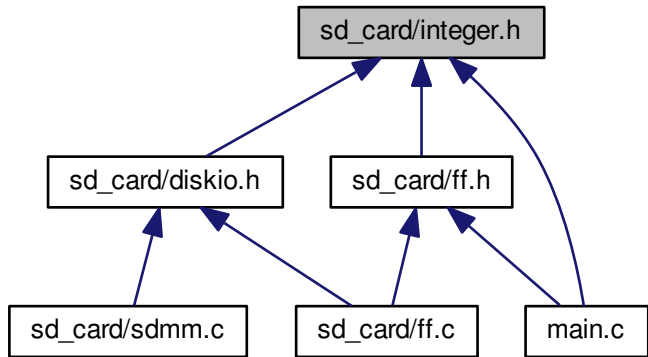 sd_card/integer.h
sd_card/diskio.h
sd_card/ff.h
sd_card/sdmm.c
sd_card/ff.c
main.c